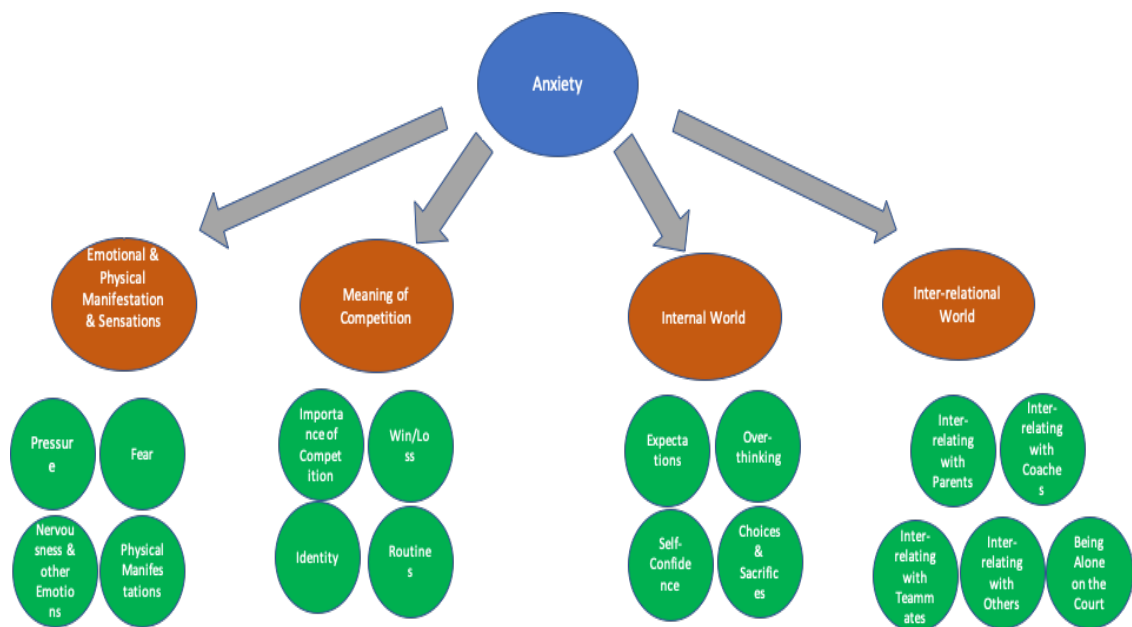 Anxiety
Emotional &
Physical
Manifestation
& Sensations
Meaning of
Competition
Internal World
Inter-relational
World
Pressur
e
Fear
Nervou
sness &
other
Emotio
ns
Physical
Manifes
tations
Importa
nce of
Compet
ition
Win/Lo
ss
Identity
Routine
s
Expecta
tions
Over-
thinking
Self-
Confide
nce
Choices
&
Sacrific
es
Inter-
relating
with
Parents
Inter-
relating
with
Coache
s
Inter-
relating
with
Teamm
ates
Inter-
relating
with
Others
Being
Alone
on the
Court